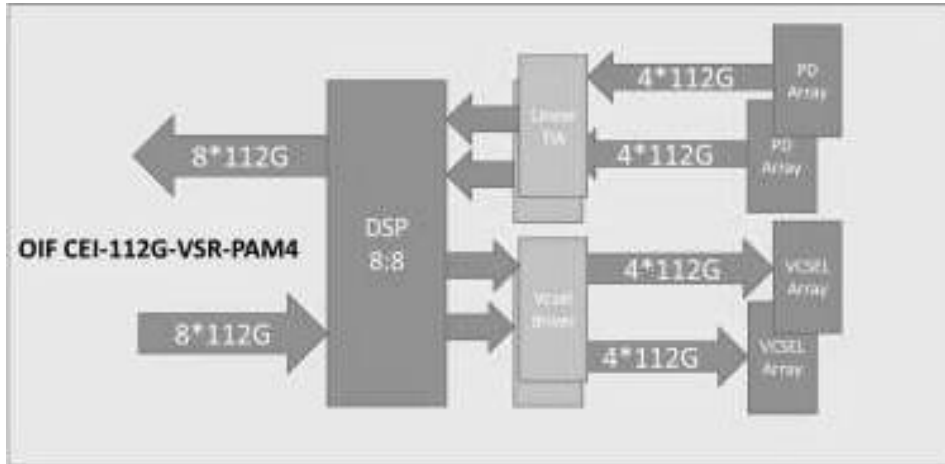 4*112G
PD
Array
Linear
TIA
4*112G
PD
Array
8*112G
DSP
8:8
OIF CEI-112G-VSR-PAM4
4*112G
VCSEL
Array
Vcsel
driver
8*112G
4*112G
VCSEL
Array